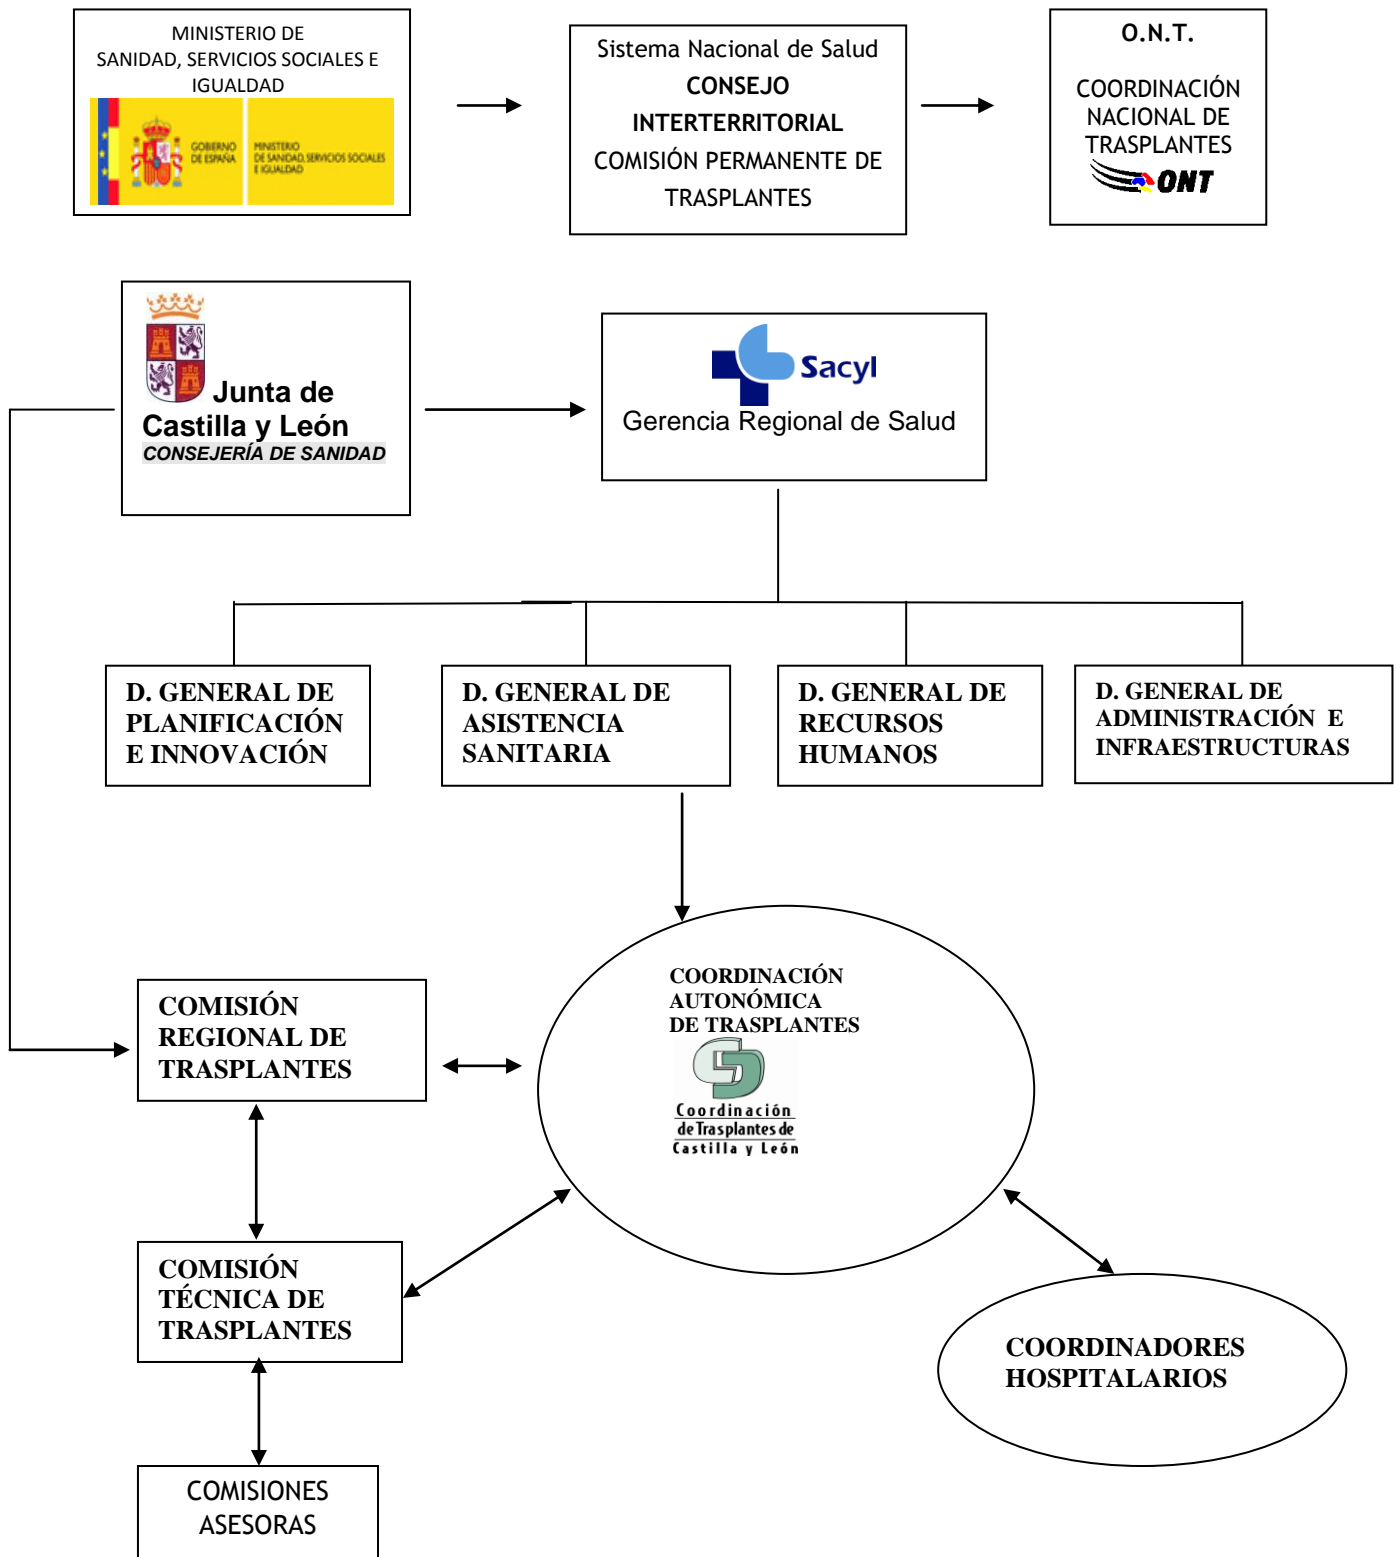 MINISTERIO DE
SANIDAD, SERVICIOS SOCIALES E
IGUALDAD
GOBIERNO
DE ESPAÑA
MINISTERIO
DE SANIDAD, SERVICIOS SOCIALES
E IGUALDAD
Sistema Nacional de Salud
CONSEJO
INTERTERRITORIAL
COMISIÓN PERMANENTE DE
TRASPLANTES
O.N.T.
COORDINACIÓN
NACIONAL DE
TRASPLANTES
ONT
Junta de
Castilla y León
CONSEJERÍA DE SANIDAD
Sacyl
Gerencia Regional de Salud
D. GENERAL DE
PLANIFICACIÓN
E INNOVACIÓN
D. GENERAL DE
ASISTENCIA
SANITARIA
D. GENERAL DE
RECURSOS
HUMANOS
D. GENERAL DE
ADMINISTRACIÓN E
INFRAESTRUCTURAS
COORDINACIÓN
AUTONÓMICA
DE TRASPLANTES
Coordinación
de Trasplantes de
Castilla y León
COMISIÓN
REGIONAL DE
TRASPLANTES
COMISIÓN
TÉCNICA DE
TRASPLANTES
COORDINADORES
HOSPITALARIOS
COMISIONES
ASESORAS